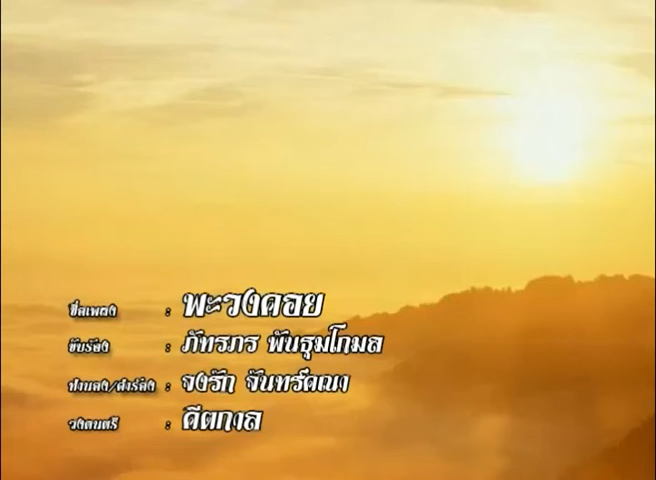 ชื่อเพลง : พะวงคอย
ขับร้อง : ภัทรภร พันธุมโกมล
ทำนอง/คำร้อง : จงรัก จันทร์คณา
วงดนตรี : คีตกาล